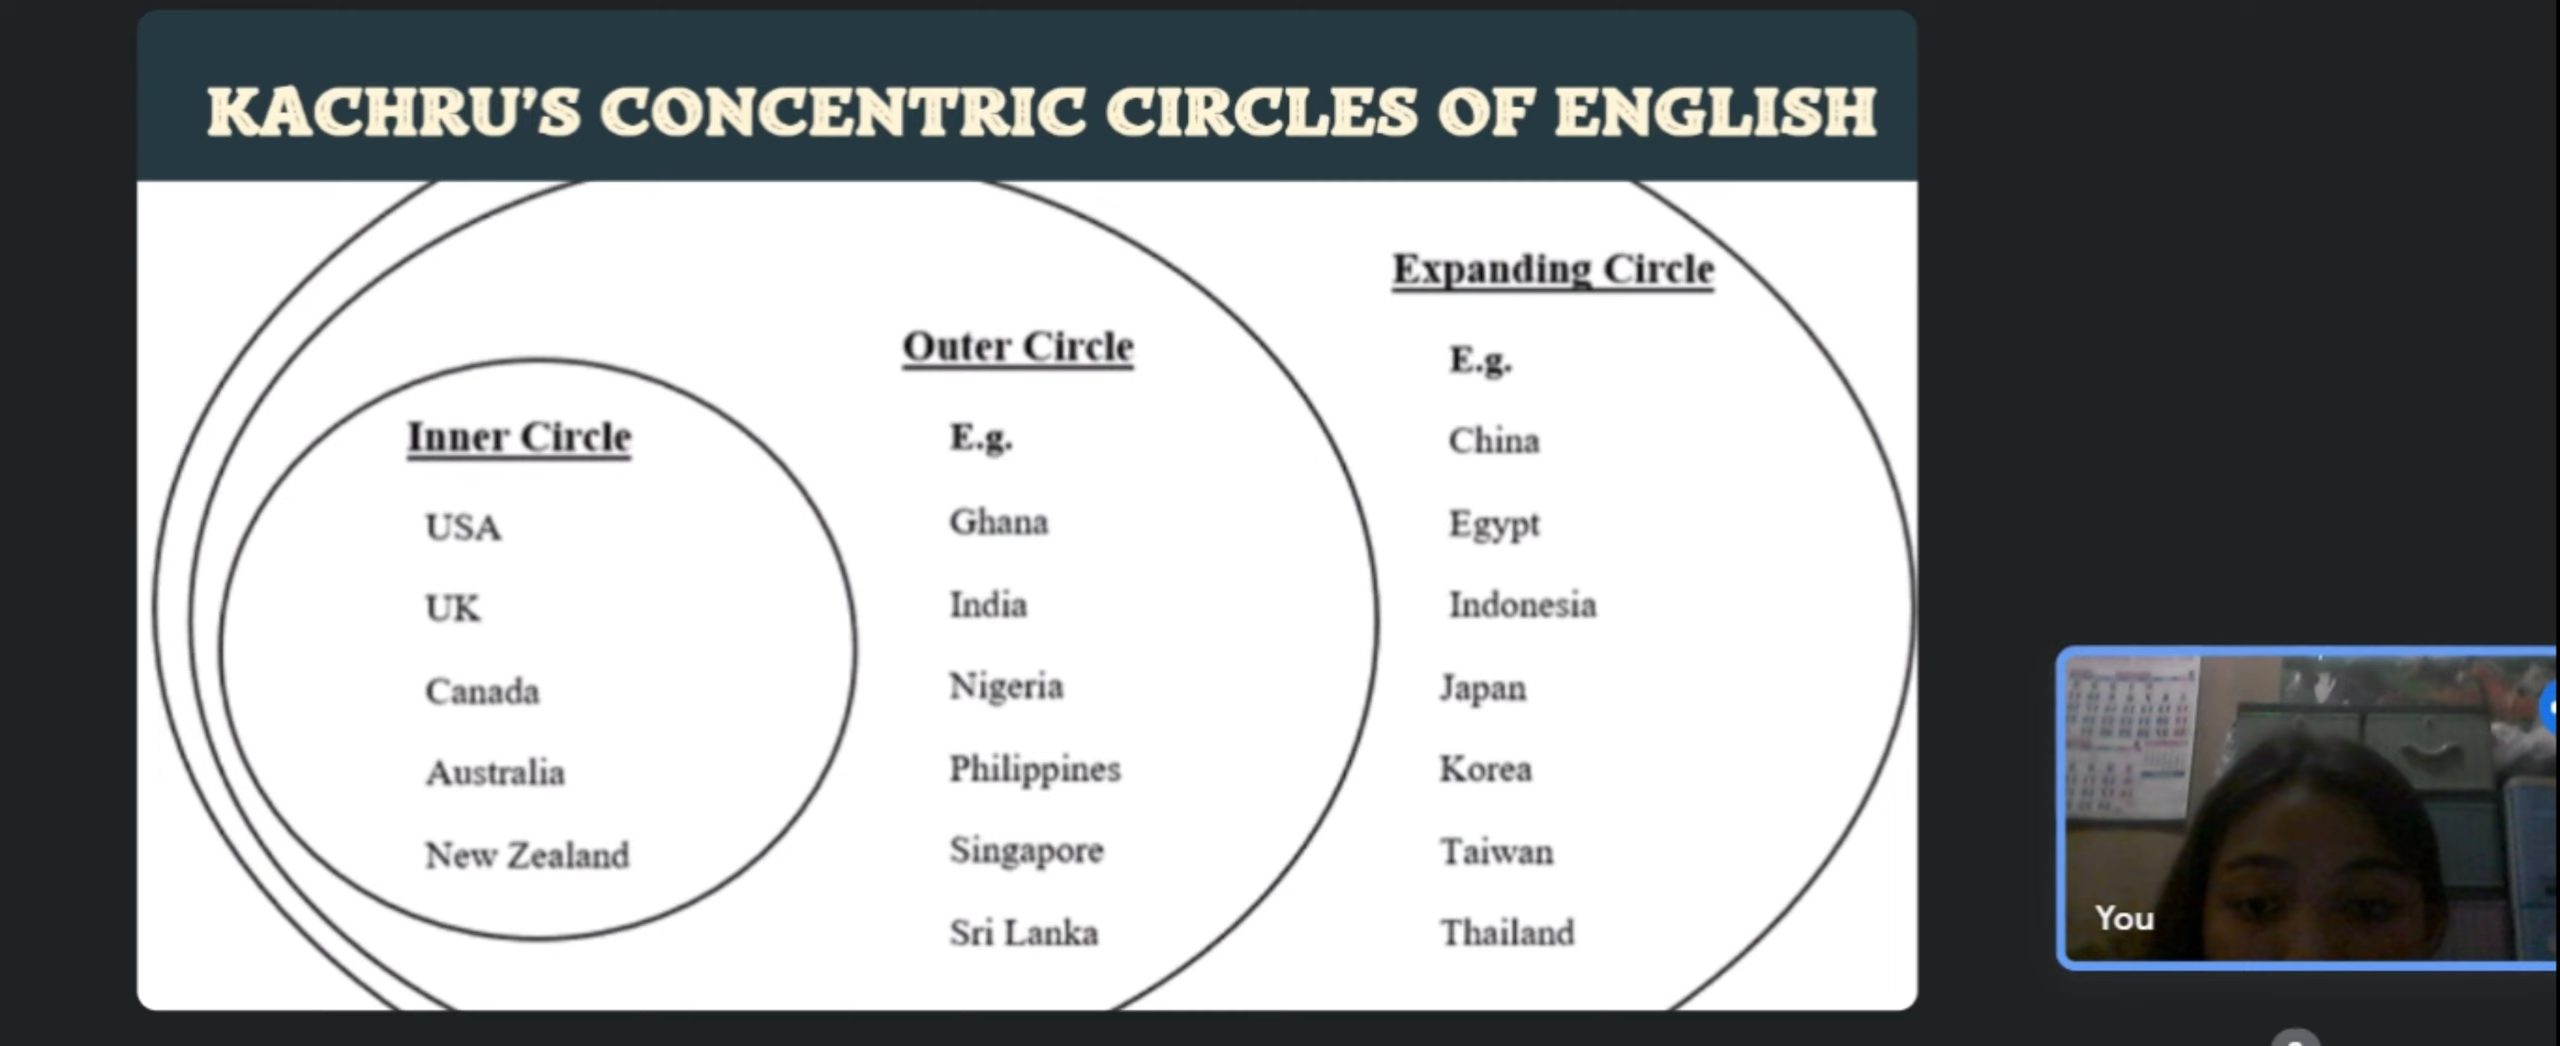 KACHRU'S CONCENTRIC CIRCLES OF ENGLISH
Inner Circle
USA
UK
Canada
Australia
New Zealand
Outer Circle
E.g.
Ghana
India
Nigeria
Philippines
Singapore
Sri Lanka
Expanding Circle
E.g.
China
Egypt
Indonesia
Japan
Korea
Taiwan
Thailand
You